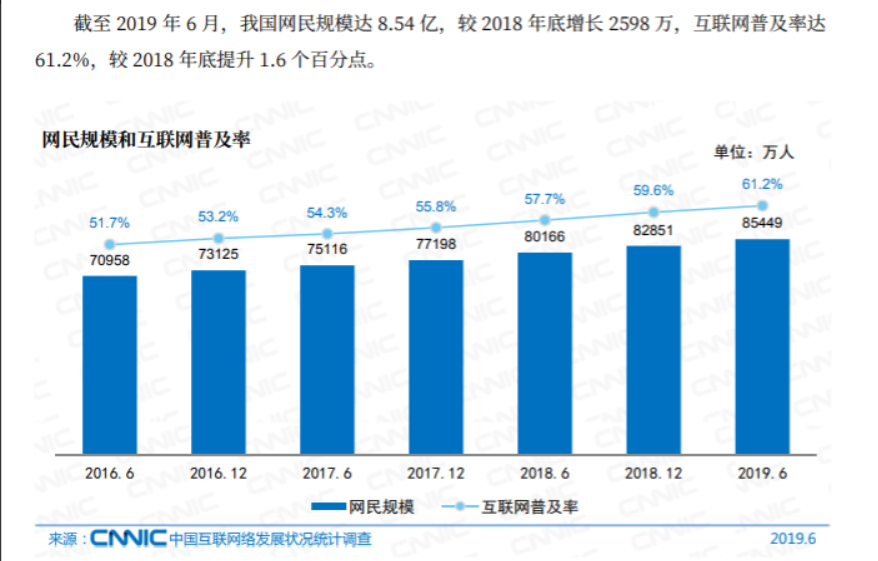 截至 2019 年 6 月，我国网民规模达 8.54 亿，较 2018 年底增长 2598 万，互联网普及率达
61.2%，较 2018 年底提升 1.6 个百分点。
网民规模和互联网普及率
单位：万人
51.7% 53.2% 54.3% 55.8% 57.7% 59.6% 61.2%
70958 73125 75116 77198 80166 82851 85449
2016. 6 2016. 12 2017. 6 2017. 12 2018. 6 2018. 12 2019. 6
网民规模 互联网普及率
来源：CNNIC 中国互联网络发展状况统计调查 2019.6